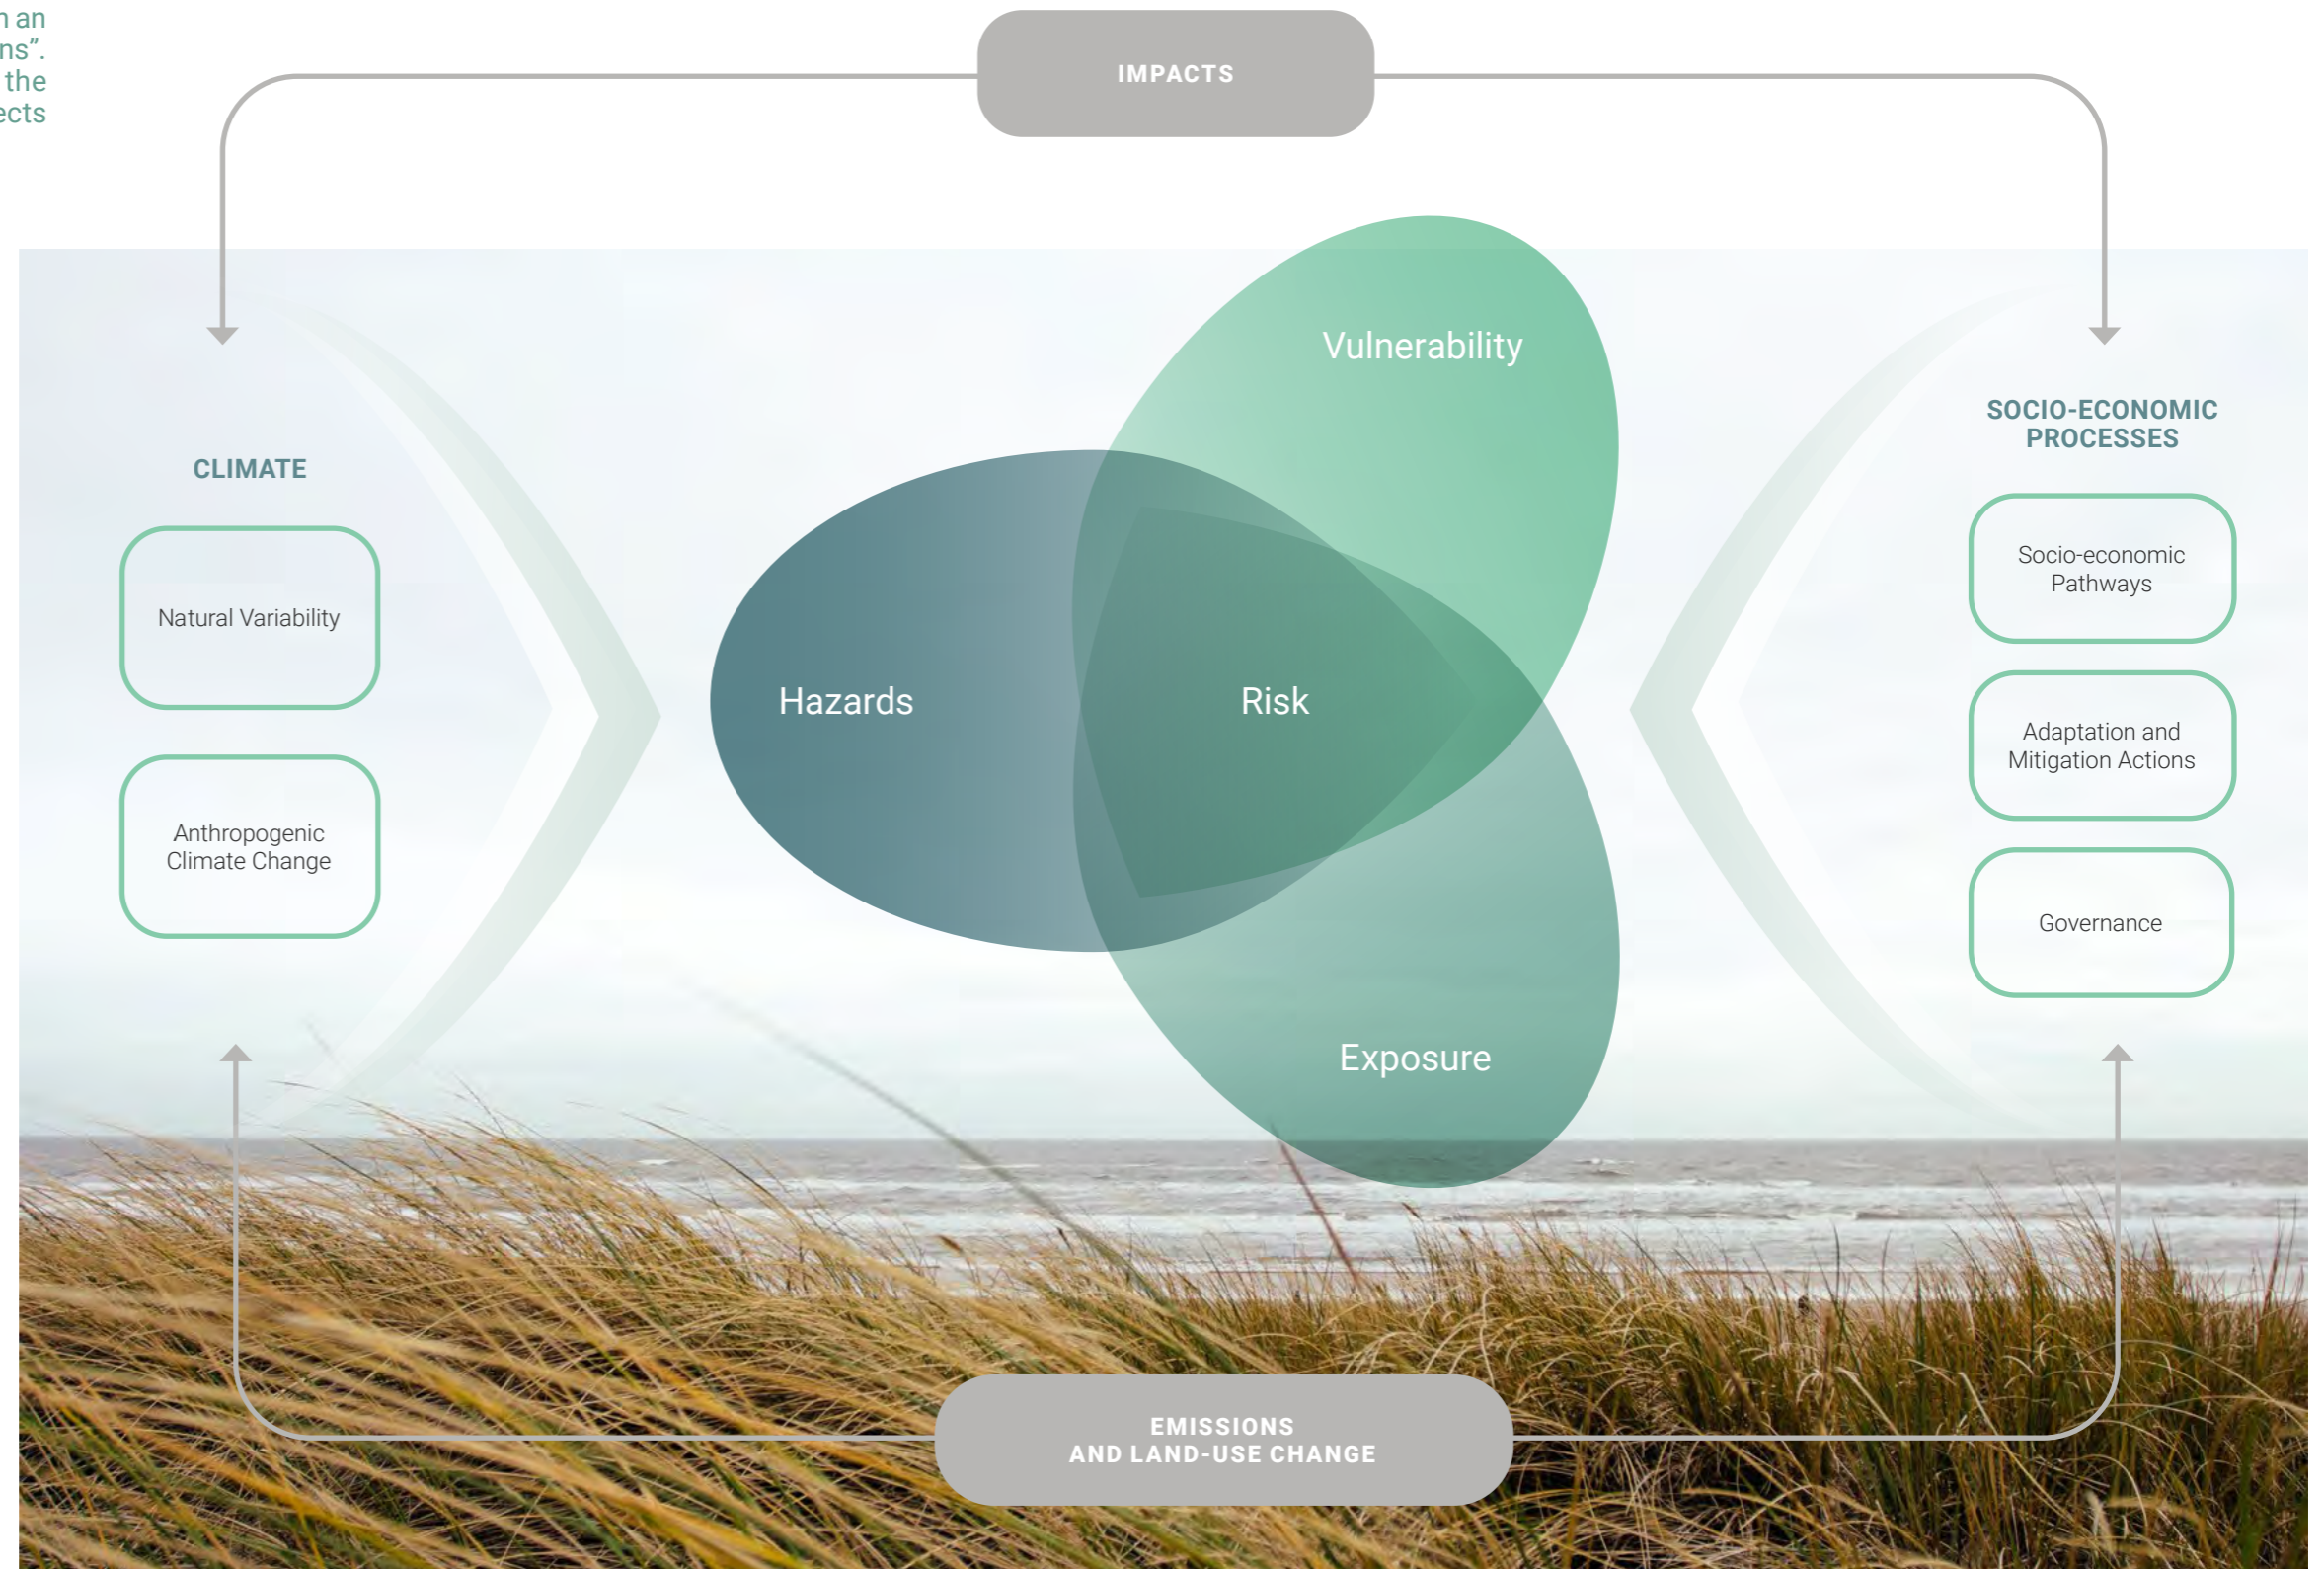 an
ns”.
the
ects
IMPACTS
Vulnerability
CLIMATE
Natural Variability
Anthropogenic
Climate Change
Hazards
Risk
Exposure
SOCIO-ECONOMIC
PROCESSES
Socio-economic
Pathways
Adaptation and
Mitigation Actions
Governance
EMISSIONS
AND LAND-USE CHANGE